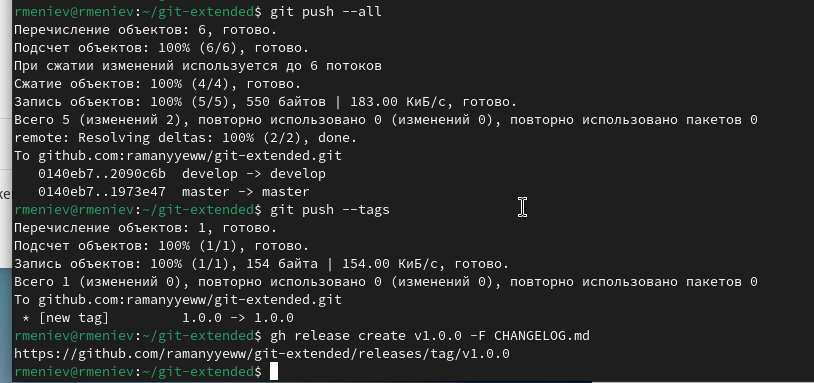 rmeniev@rmeniev:~/git-extended$ git push --all
Перечисление объектов: 6, готово.
Подсчет объектов: 100% (6/6), готово.
При сжатии изменений используется до 6 потоков
Сжатие объектов: 100% (4/4), готово.
Запись объектов: 100% (5/5), 550 байтов | 183.00 КиБ/с, готово.
Всего 5 (изменений 2), повторно использовано 0 (изменений 0), повторно использовано пакетов 0
remote: Resolving deltas: 100% (2/2), done.
To github.com:ramanyyeww/git-extended.git
   0140eb7..2090c6b  develop -> develop
   0140eb7..1973e47  master -> master
rmeniev@rmeniev:~/git-extended$ git push --tags
Перечисление объектов: 1, готово.
Подсчет объектов: 100% (1/1), готово.
Запись объектов: 100% (1/1), 154 байта | 154.00 КиБ/с, готово.
Всего 1 (изменений 0), повторно использовано 0 (изменений 0), повторно использовано пакетов 0
To github.com:ramanyyeww/git-extended.git
 * [new tag]         1.0.0 -> 1.0.0
rmeniev@rmeniev:~/git-extended$ gh release create v1.0.0 -F CHANGELOG.md
https://github.com/ramanyyeww/git-extended/releases/tag/v1.0.0
rmeniev@rmeniev:~/git-extended$